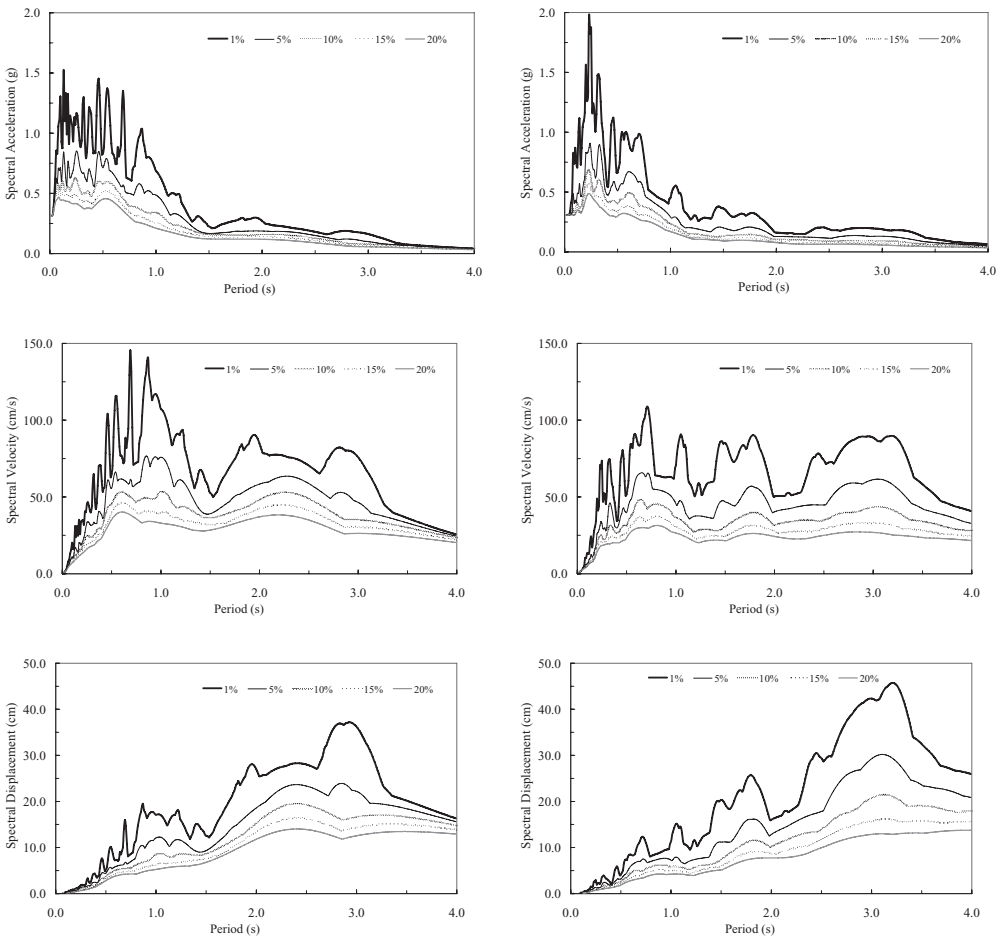 2.0
1.5
1.0
0.5
0.0
Spectral Acceleration (g)
1% 5% 10% 15% 20%
0.0 1.0 2.0 3.0 4.0
Period (s)
2.0
1.5
1.0
0.5
0.0
Spectral Acceleration (g)
1% 5% 10% 15% 20%
0.0 1.0 2.0 3.0 4.0
Period (s)
150.0
100.0
50.0
0.0
Spectral Velocity (cm/s)
1% 5% 10% 15% 20%
0.0 1.0 2.0 3.0 4.0
Period (s)
150.0
100.0
50.0
0.0
Spectral Velocity (cm/s)
1% 5% 10% 15% 20%
0.0 1.0 2.0 3.0 4.0
Period (s)
50.0
40.0
30.0
20.0
10.0
0.0
Spectral Displacement (cm)
1% 5% 10% 15% 20%
0.0 1.0 2.0 3.0 4.0
Period (s)
50.0
40.0
30.0
20.0
10.0
0.0
Spectral Displacement (cm)
1% 5% 10% 15% 20%
0.0 1.0 2.0 3.0 4.0
Period (s)